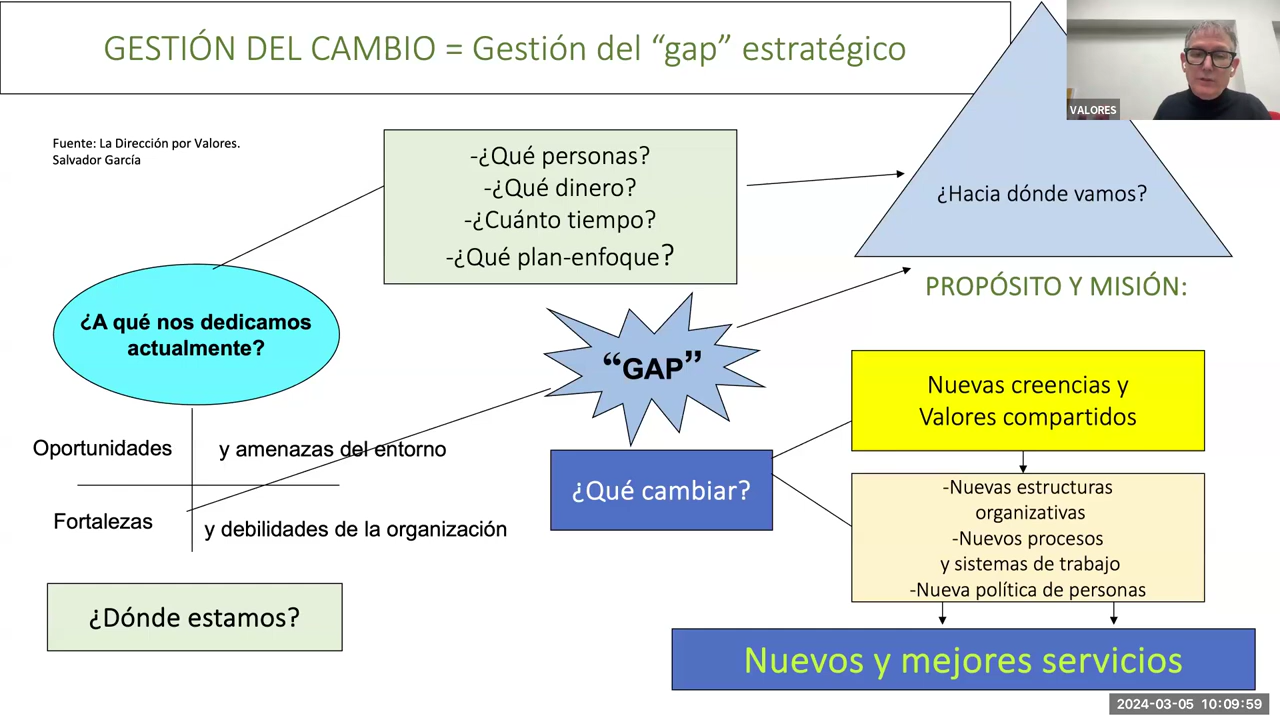 GESTIÓN DEL CAMBIO = Gestión del “gap” estratégico
VALORES
Fuente: La Dirección por Valores.
Salvador García
-¿Qué personas?
-¿Qué dinero?
-¿Cuánto tiempo?
-¿Qué plan-enfoque?
¿Hacia dónde vamos?
PROPÓSITO Y MISIÓN:
¿A qué nos dedicamos
actualmente?
“GAP”
Nuevas creencias y
Valores compartidos
Oportunidades
y amenazas del entorno
Fortalezas
y debilidades de la organización
¿Qué cambiar?
-Nuevas estructuras
organizativas
-Nuevos procesos
y sistemas de trabajo
-Nueva política de personas
¿Dónde estamos?
Nuevos y mejores servicios
2024-03-05 10:09:59